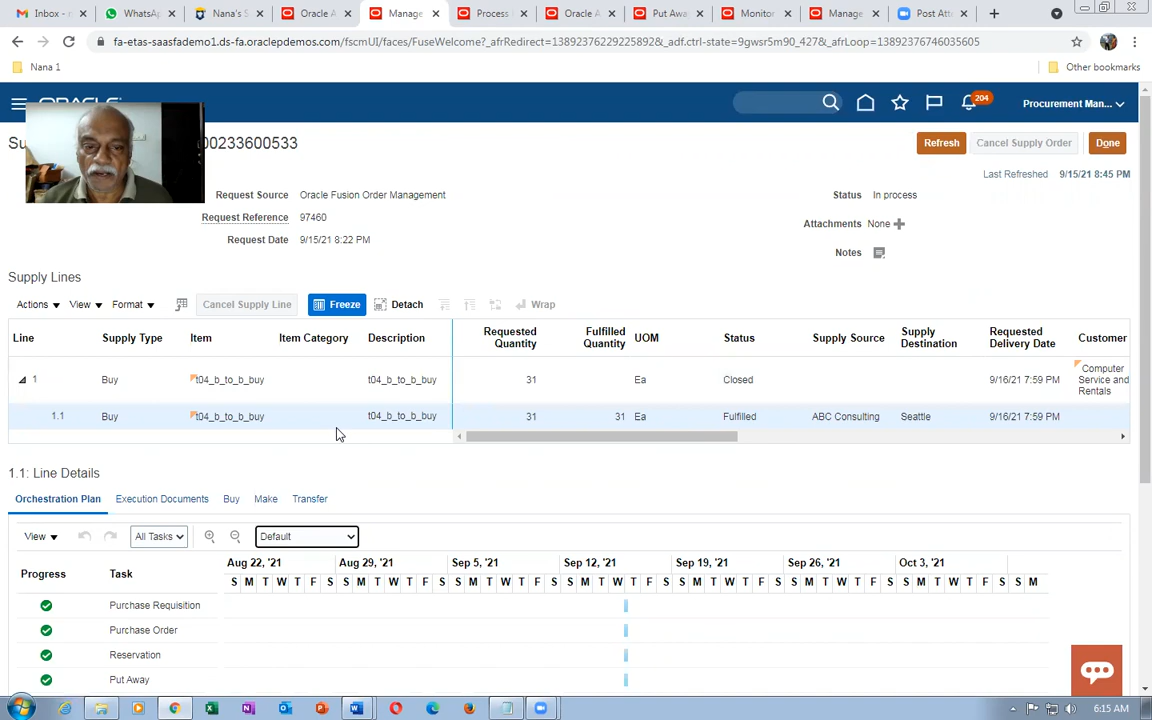 Inbox - n
WhatsAp
Nana's S
Oracle A
Manage
Process
Oracle A
Put Awa
Monitor
Manage
Post Atte
fa-etas-saasfademo1.ds-fa.oraclepdemos.com/fscmUI/faces/FuseWelcome?_afrRedirect=138923762292258​92&_adf.ctrl-state=9gwsr5m90_427&_afrLoop=13892376746035605
Nana 1
Other bookmarks
ORACLE
204
Procurement Man...
Su
00233600533
Refresh
Cancel Supply Order
Done
Last Refreshed 9/15/21 8:45 PM
Request Source Oracle Fusion Order Management
Status In process
Request Reference 97460
Attachments None
Request Date 9/15/21 8:22 PM
Notes
Supply Lines
Actions View Format Cancel Supply Line Freeze Detach Wrap
Line Supply Type Item Item Category Description Requested Quantity Fulfilled Quantity UOM Status Supply Source Supply Destination Requested Delivery Date Customer
1 Buy t04_b_to_b_buy t04_b_to_b_buy 31 Ea Closed 9/16/21 7:59 PM Computer Service and Rentals
1.1 Buy t04_b_to_b_buy t04_b_to_b_buy 31 31 Ea Fulfilled ABC Consulting Seattle 9/16/21 7:59 PM
1.1: Line Details
Orchestration Plan Execution Documents Buy Make Transfer
View All Tasks Default
Aug 22, '21 Aug 29, '21 Sep 5, '21 Sep 12, '21 Sep 19, '21 Sep 26, '21 Oct 3, '21
Progress Task S M T W T F S S M T W T F S S M T W T F S S M T W T F S S M T W T F S S M T W T F S S M T W T F S S M
Purchase Requisition
Purchase Order
Reservation
Put Away
6:15 AM